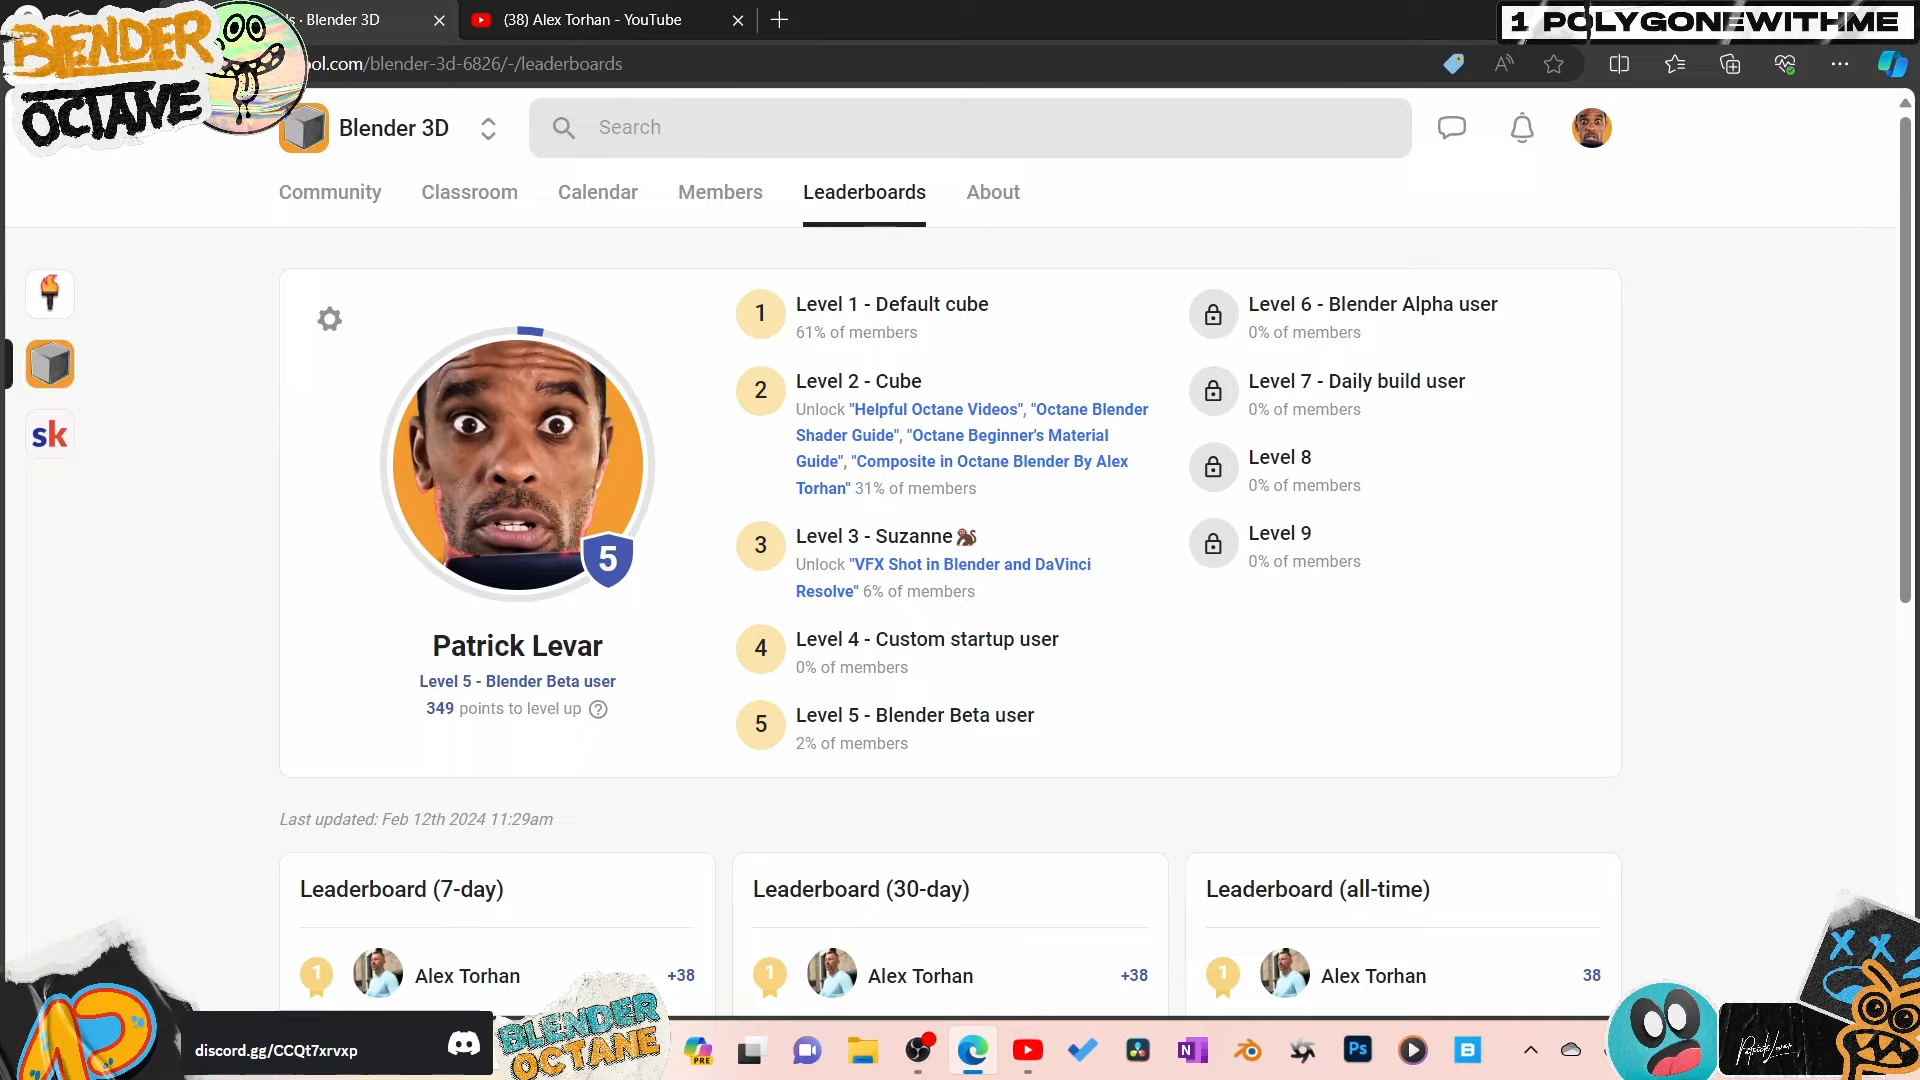 BLENDER
OCTANE
· Blender 3D
(38) Alex Torhan - YouTube
1 POLYGONEWITHME
ool.com/blender-3d-6826/-/leaderboards
Blender 3D
Search
Community
Classroom
Calendar
Members
Leaderboards
About
sk
5
Patrick Levar
Level 5 - Blender Beta user
349 points to level up
1
Level 1 - Default cube
61% of members
2
Level 2 - Cube
Unlock "Helpful Octane Videos", "Octane Blender
Shader Guide", "Octane Beginner's Material
Guide", "Composite in Octane Blender By Alex
Torhan" 31% of members
3
Level 3 - Suzanne🐒
Unlock "VFX Shot in Blender and DaVinci
Resolve" 6% of members
4
Level 4 - Custom startup user
0% of members
5
Level 5 - Blender Beta user
2% of members
Level 6 - Blender Alpha user
0% of members
Level 7 - Daily build user
0% of members
Level 8
0% of members
Level 9
0% of members
Last updated: Feb 12th 2024 11:29am
Leaderboard (7-day)
1 Alex Torhan +38
Leaderboard (30-day)
1 Alex Torhan +38
Leaderboard (all-time)
1 Alex Torhan 38
discord.gg/CCQt7xrvxp
BLENDER
OCTANE
PRE
N
Ps
B